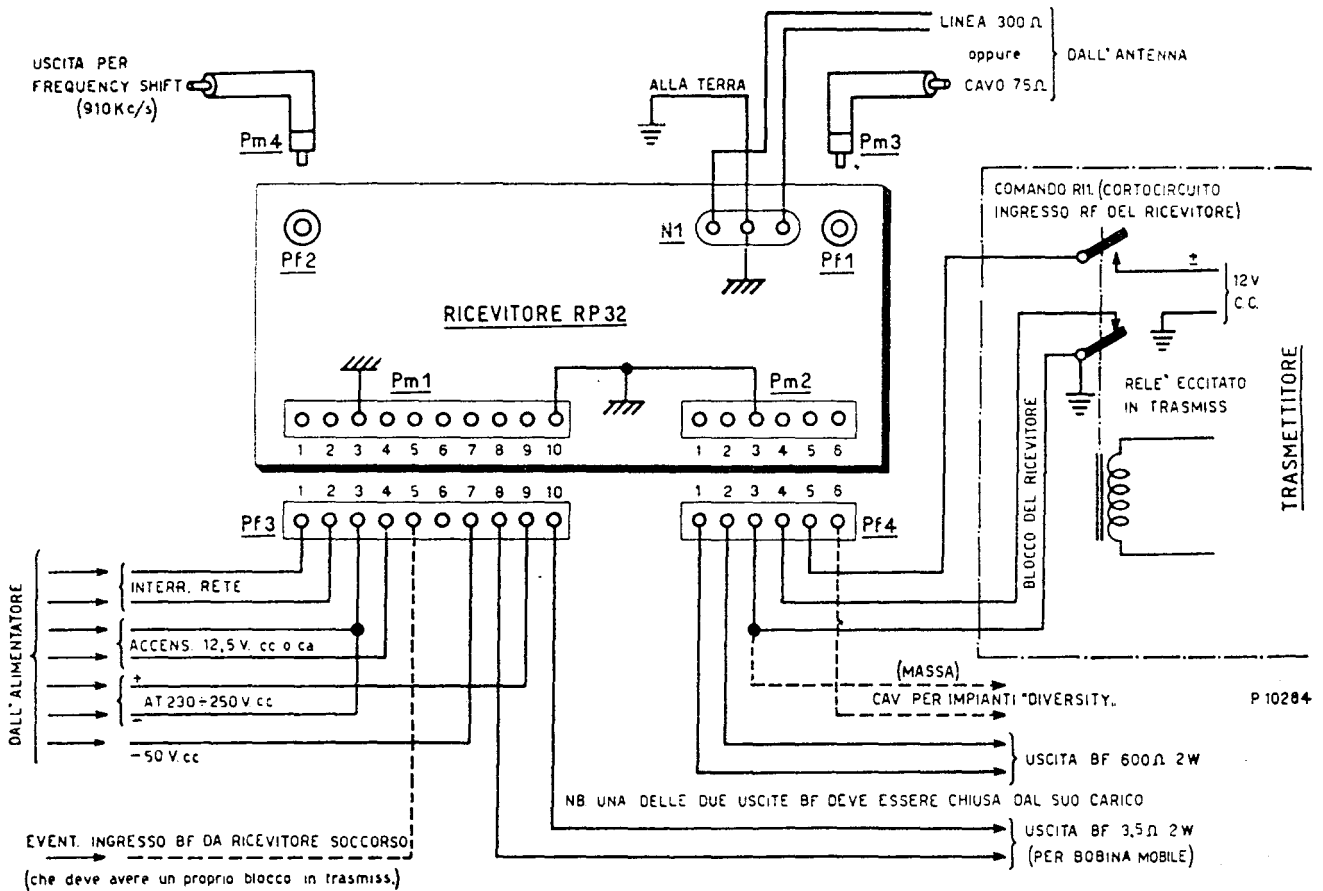 LINEA 300 Ω
oppure
CAVO 75Ω
DALL' ANTENNA
USCITA PER
FREQUENCY SHIFT
(910Kc/s)
ALLA TERRA
Pm4
Pm3
COMANDO R11. (CORTOCIRCUITO
INGRESSO RF DEL RICEVITORE)
Pf2
N1
Pf1
±
12V
C.C.
RICEVITORE RP32
Pm1
Pm2
RELE' ECCITATO
IN TRASMISS
TRASMETTITORE
BLOCCO DEL RICEVITORE
1 2 3 4 5 6 7 8 9 10
1 2 3 4 5 6
1 2 3 4 5 6 7 8 9 10
1 2 3 4 5 6
Pf3
Pf4
DALL' ALIMENTATORE
INTERR. RETE
ACCENS. 12,5 V. cc o ca
+
AT 230÷250 V cc
-
-50 V. cc
(MASSA)
CAV PER IMPIANTI "DIVERSITY„
P 10284
USCITA BF 600Ω 2W
NB UNA DELLE DUE USCITE BF DEVE ESSERE CHIUSA DAL SUO CARICO
USCITA BF 3,5Ω 2W
(PER BOBINA MOBILE)
EVENT. INGRESSO BF DA RICEVITORE SOCCORSO
(che deve avere un proprio blocco in trasmiss.)